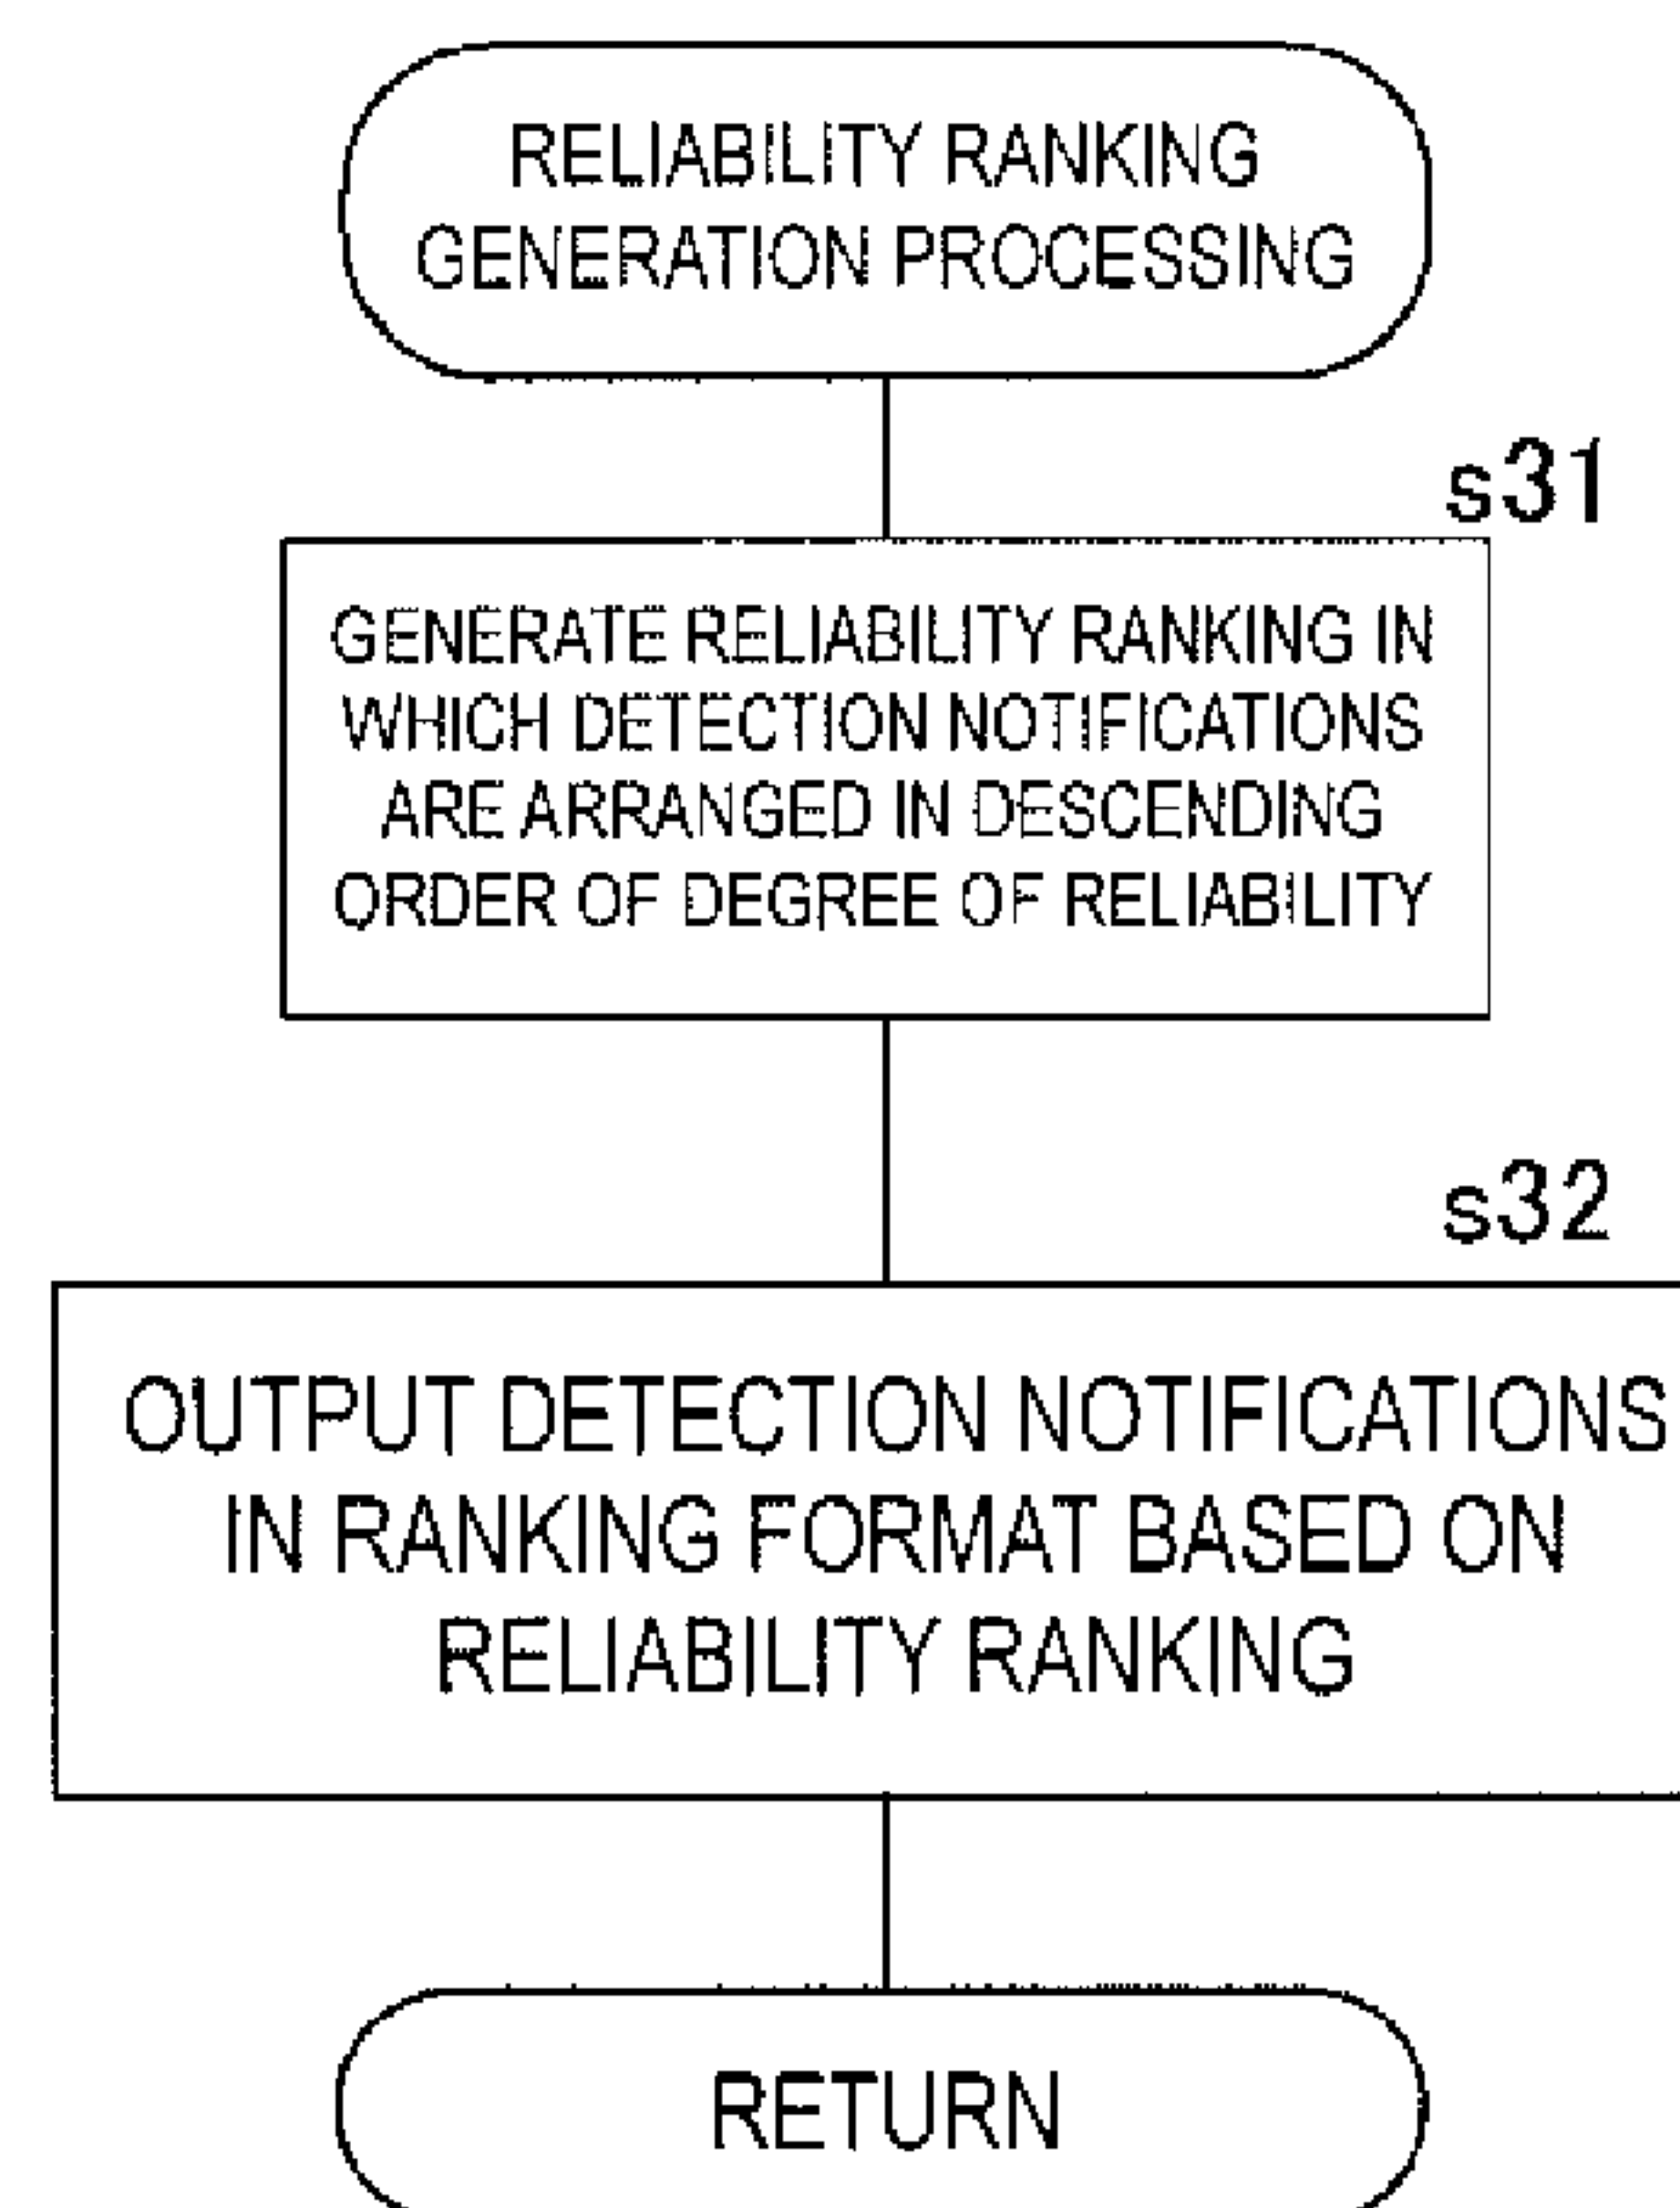 RELIABILITY RANKING
GENERATION PROCESSING
s31
GENERATE RELIABILITY RANKING IN
WHICH DETECTION NOTIFICATIONS
ARE ARRANGED IN DESCENDING
ORDER OF DEGREE OF RELIABILITY
s32
OUTPUT DETECTION NOTIFICATIONS
IN RANKING FORMAT BASED ON
RELIABILITY RANKING
RETURN